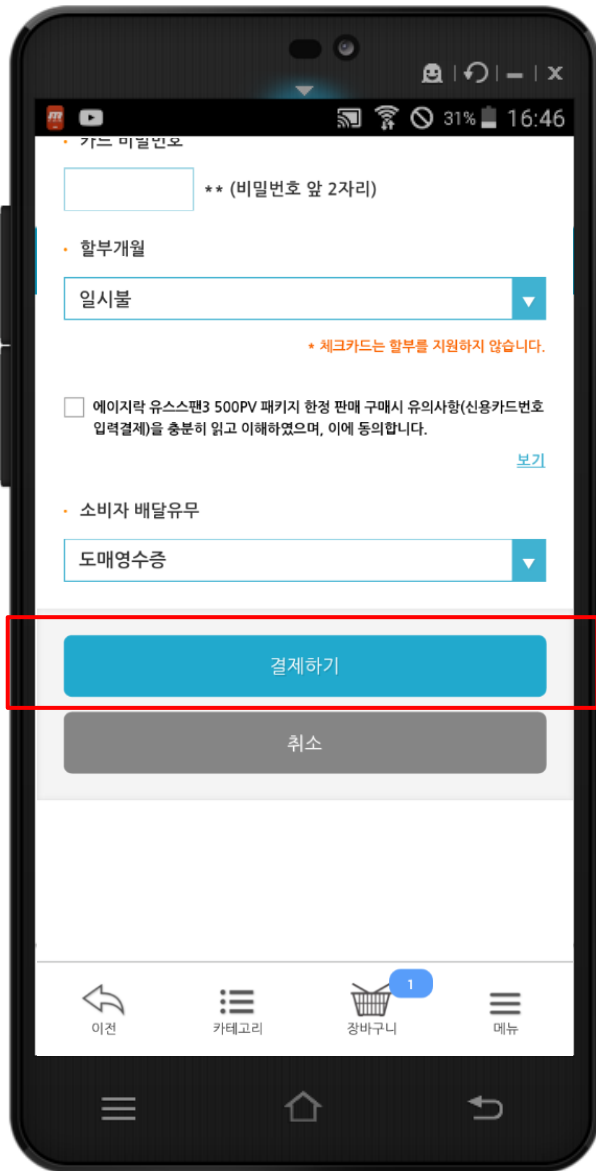 31% 16:46
카드 비밀번호
** (비밀번호 앞 2자리)
할부개월
일시불
* 체크카드는 할부를 지원하지 않습니다.
에이지락 유스스팬3 500PV 패키지 한정 판매 구매시 유의사항(신용카드번호
입력결제)을 충분히 읽고 이해하였으며, 이에 동의합니다.
보기
소비자 배달유무
도매영수증
결제하기
취소
1
이전 카테고리 장바구니 메뉴